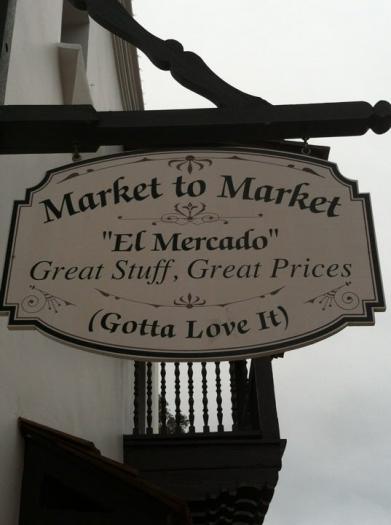 Market to Market
"El Mercado"
Great Stuff, Great Prices
(Gotta Love It)